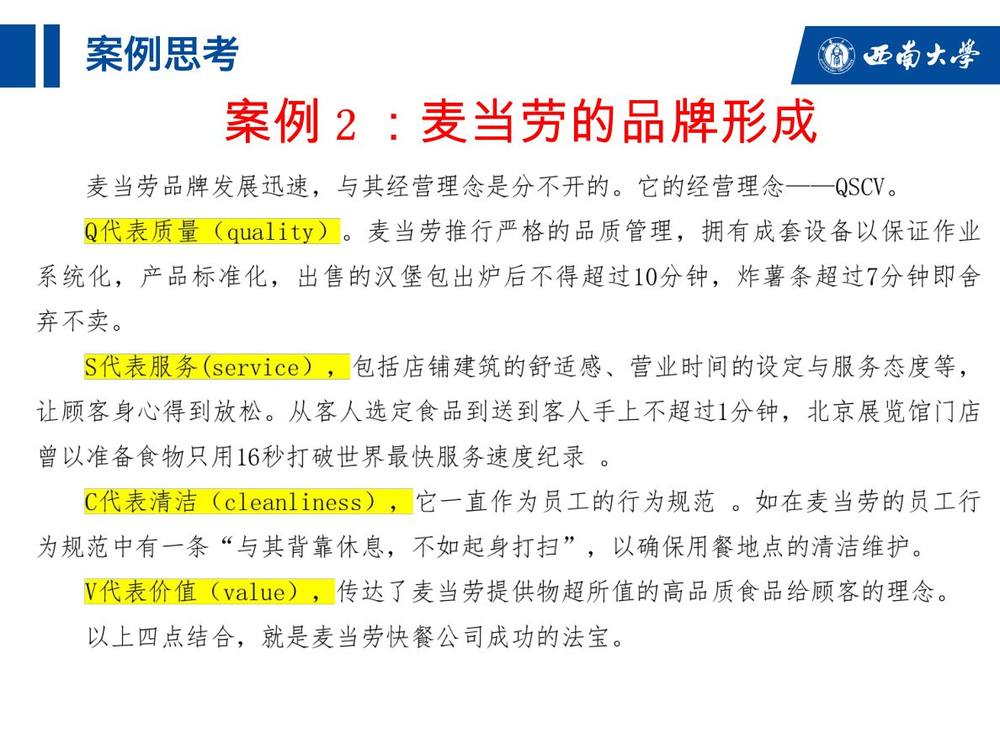 案例思考
西南大学
案例 2 ：麦当劳的品牌形成
麦当劳品牌发展迅速，与其经营理念是分不开的。它的经营理念——QSCV。
Q代表质量（quality）。麦当劳推行严格的品质管理，拥有成套设备以保证作业
系统化，产品标准化，出售的汉堡包出炉后不得超过10分钟，炸薯条超过7分钟即舍
弃不卖。
S代表服务(service），包括店铺建筑的舒适感、营业时间的设定与服务态度等，
让顾客身心得到放松。从客人选定食品到送到客人手上不超过1分钟，北京展览馆门店
曾以准备食物只用16秒打破世界最快服务速度纪录 。
C代表清洁（cleanliness），它一直作为员工的行为规范 。如在麦当劳的员工行
为规范中有一条“与其背靠休息，不如起身打扫”，以确保用餐地点的清洁维护。
V代表价值（value），传达了麦当劳提供物超所值的高品质食品给顾客的理念。
以上四点结合，就是麦当劳快餐公司成功的法宝。